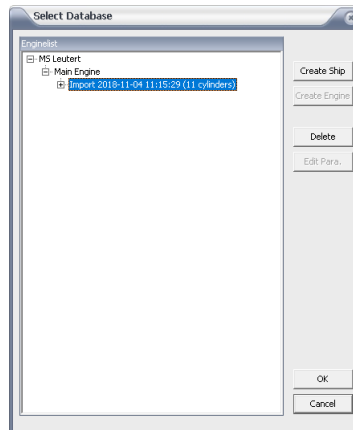 Select Database
Enginelist
MS Leutert
Main Engine
Import 2018-11-04 11:15:29 (11 cylinders)
Create Ship
Create Engine
Delete
Edit Para.
OK
Cancel